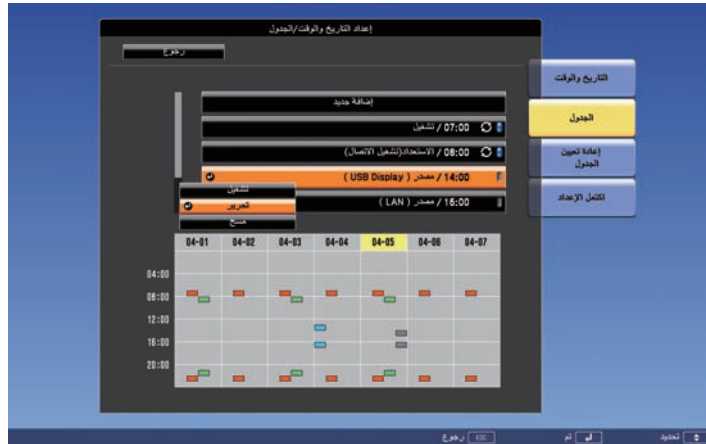 إعداد التاريخ والوقت/الجدول
رجوع
التاريخ والوقت
الجدول
إعادة تعيين
الجدول
اكتمل الإعداد
إضافة جديد
07:00 / تشغيل
08:00 / الاستعداد(تشغيل الاتصال)
14:00 / مصدر ( USB Display )
16:00 / مصدر ( LAN )
تشغيل
تحرير
مسح
04-01 04-02 04-03 04-04 04-05 04-06 04-07
04:00
08:00
12:00
16:00
20:00
تحديد
تم
Esc رجوع